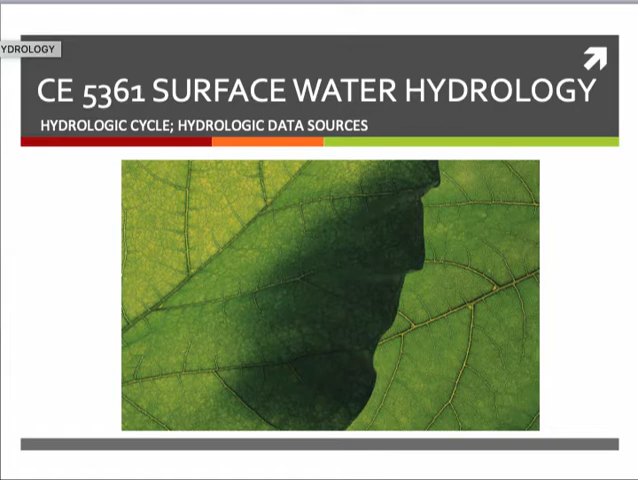 YDROLOGY
CE 5361 SURFACE WATER HYDROLOGY
HYDROLOGIC CYCLE; HYDROLOGIC DATA SOURCES